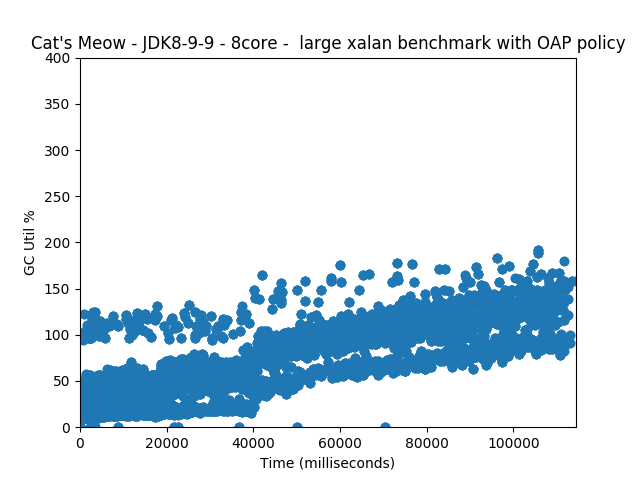 Cat's Meow - JDK8-9-9 - 8core -  large xalan benchmark with OAP policy
400
350
300
250
200
150
100
50
0
GC Util %
0 20000 40000 60000 80000 100000
Time (milliseconds)